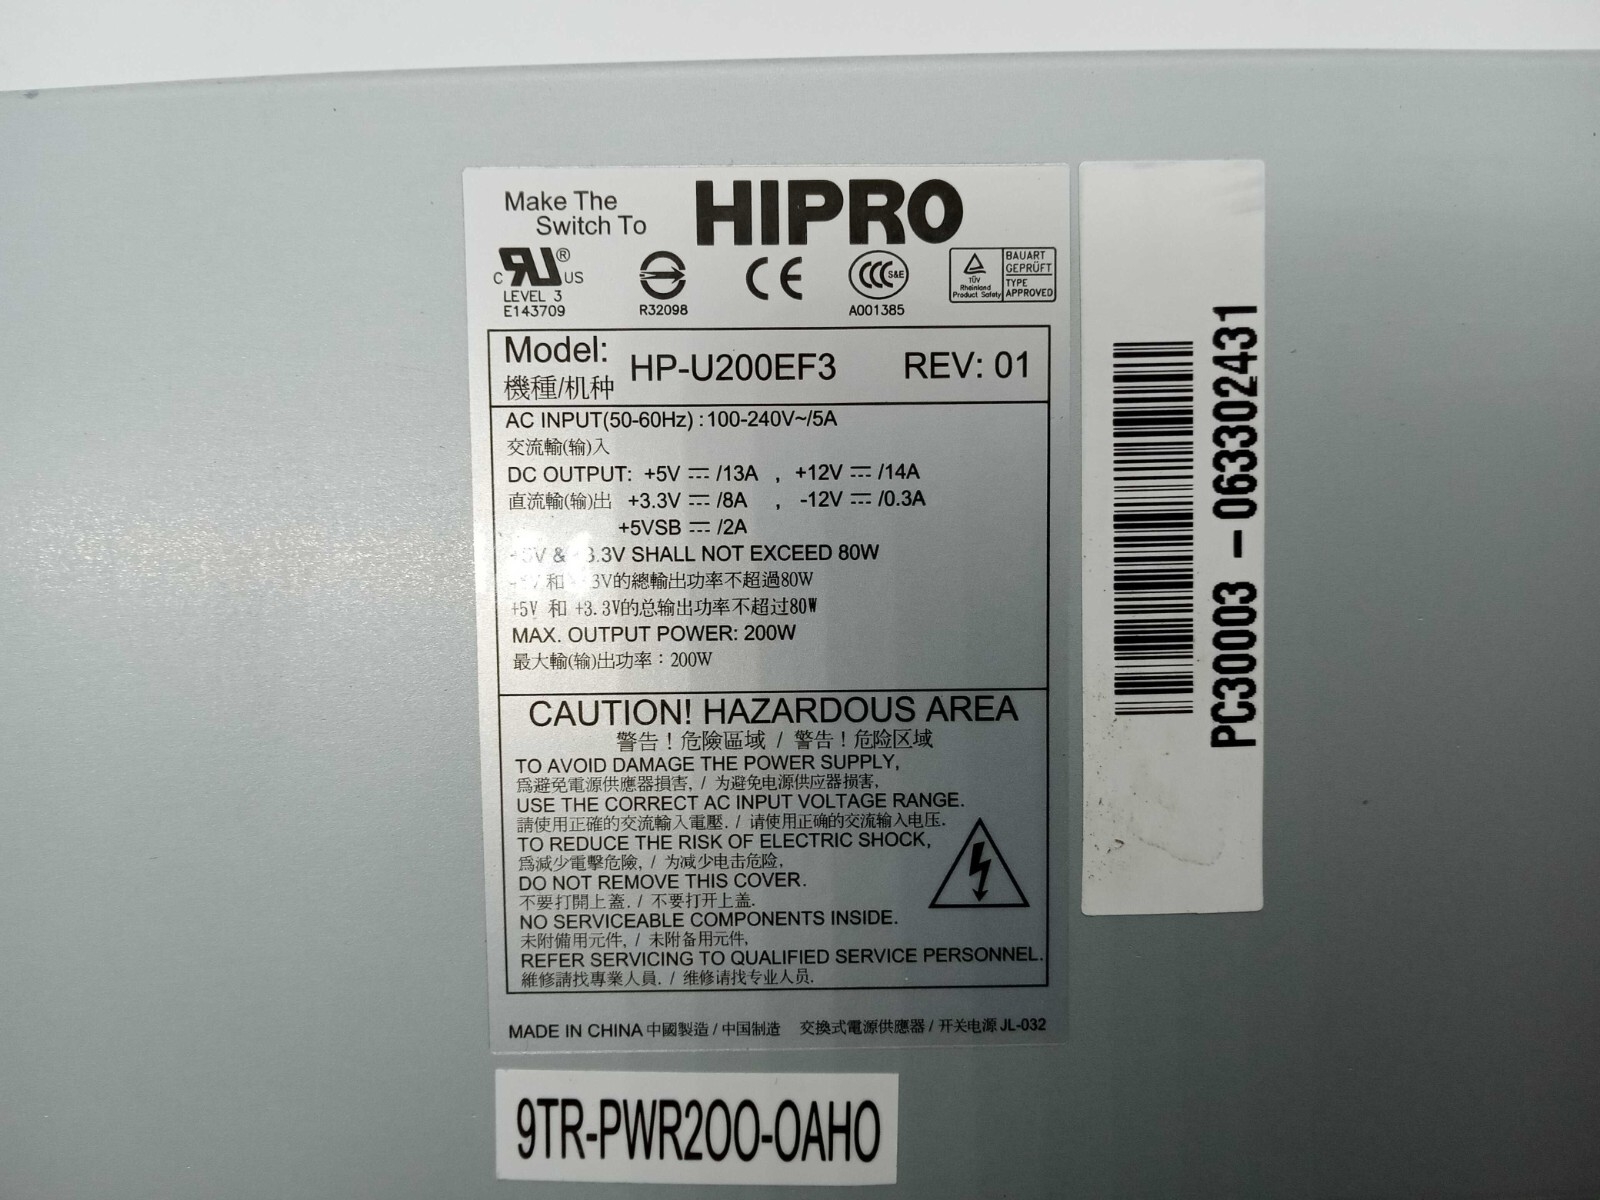 Make The
Switch To
HIPRO
C RU ® US
LEVEL 3
E143709
R32098
CE
CCC S&E
A001385
TÜV
Rheinland
Product Safety
BAUART
GEPRÜFT
TYPE
APPROVED
Model: HP-U200EF3 REV: 01
機種/机种
AC INPUT(50-60Hz) : 100-240V~/5A
交流輸(输)入
DC OUTPUT: +5V ⎓ /13A , +12V ⎓ /14A
直流輸(输)出 +3.3V ⎓ /8A , -12V ⎓ /0.3A
+5VSB ⎓ /2A
+5V & +3.3V SHALL NOT EXCEED 80W
+5V 和 +3.3V的總輸出功率不超過80W
+5V 和 +3.3V的总输出功率不超过80W
MAX. OUTPUT POWER: 200W
最大輸(输)出功率：200W
CAUTION! HAZARDOUS AREA
警告！危險區域 / 警告！危险区域
TO AVOID DAMAGE THE POWER SUPPLY,
爲避免電源供應器損害, / 为避免电源供应器损害,
USE THE CORRECT AC INPUT VOLTAGE RANGE.
請使用正確的交流輸入電壓. / 请使用正确的交流输入电压.
TO REDUCE THE RISK OF ELECTRIC SHOCK,
爲減少電擊危險, / 为减少电击危险,
DO NOT REMOVE THIS COVER.
不要打開上蓋. / 不要打开上盖.
NO SERVICEABLE COMPONENTS INSIDE.
未附備用元件, / 未附备用元件,
REFER SERVICING TO QUALIFIED SERVICE PERSONNEL.
維修請找專業人員. / 维修请找专业人员.
MADE IN CHINA 中國製造 / 中国制造 交換式電源供應器 / 开关电源 JL-032
PC30003 - 063302431
9TR-PWR200-0AH0